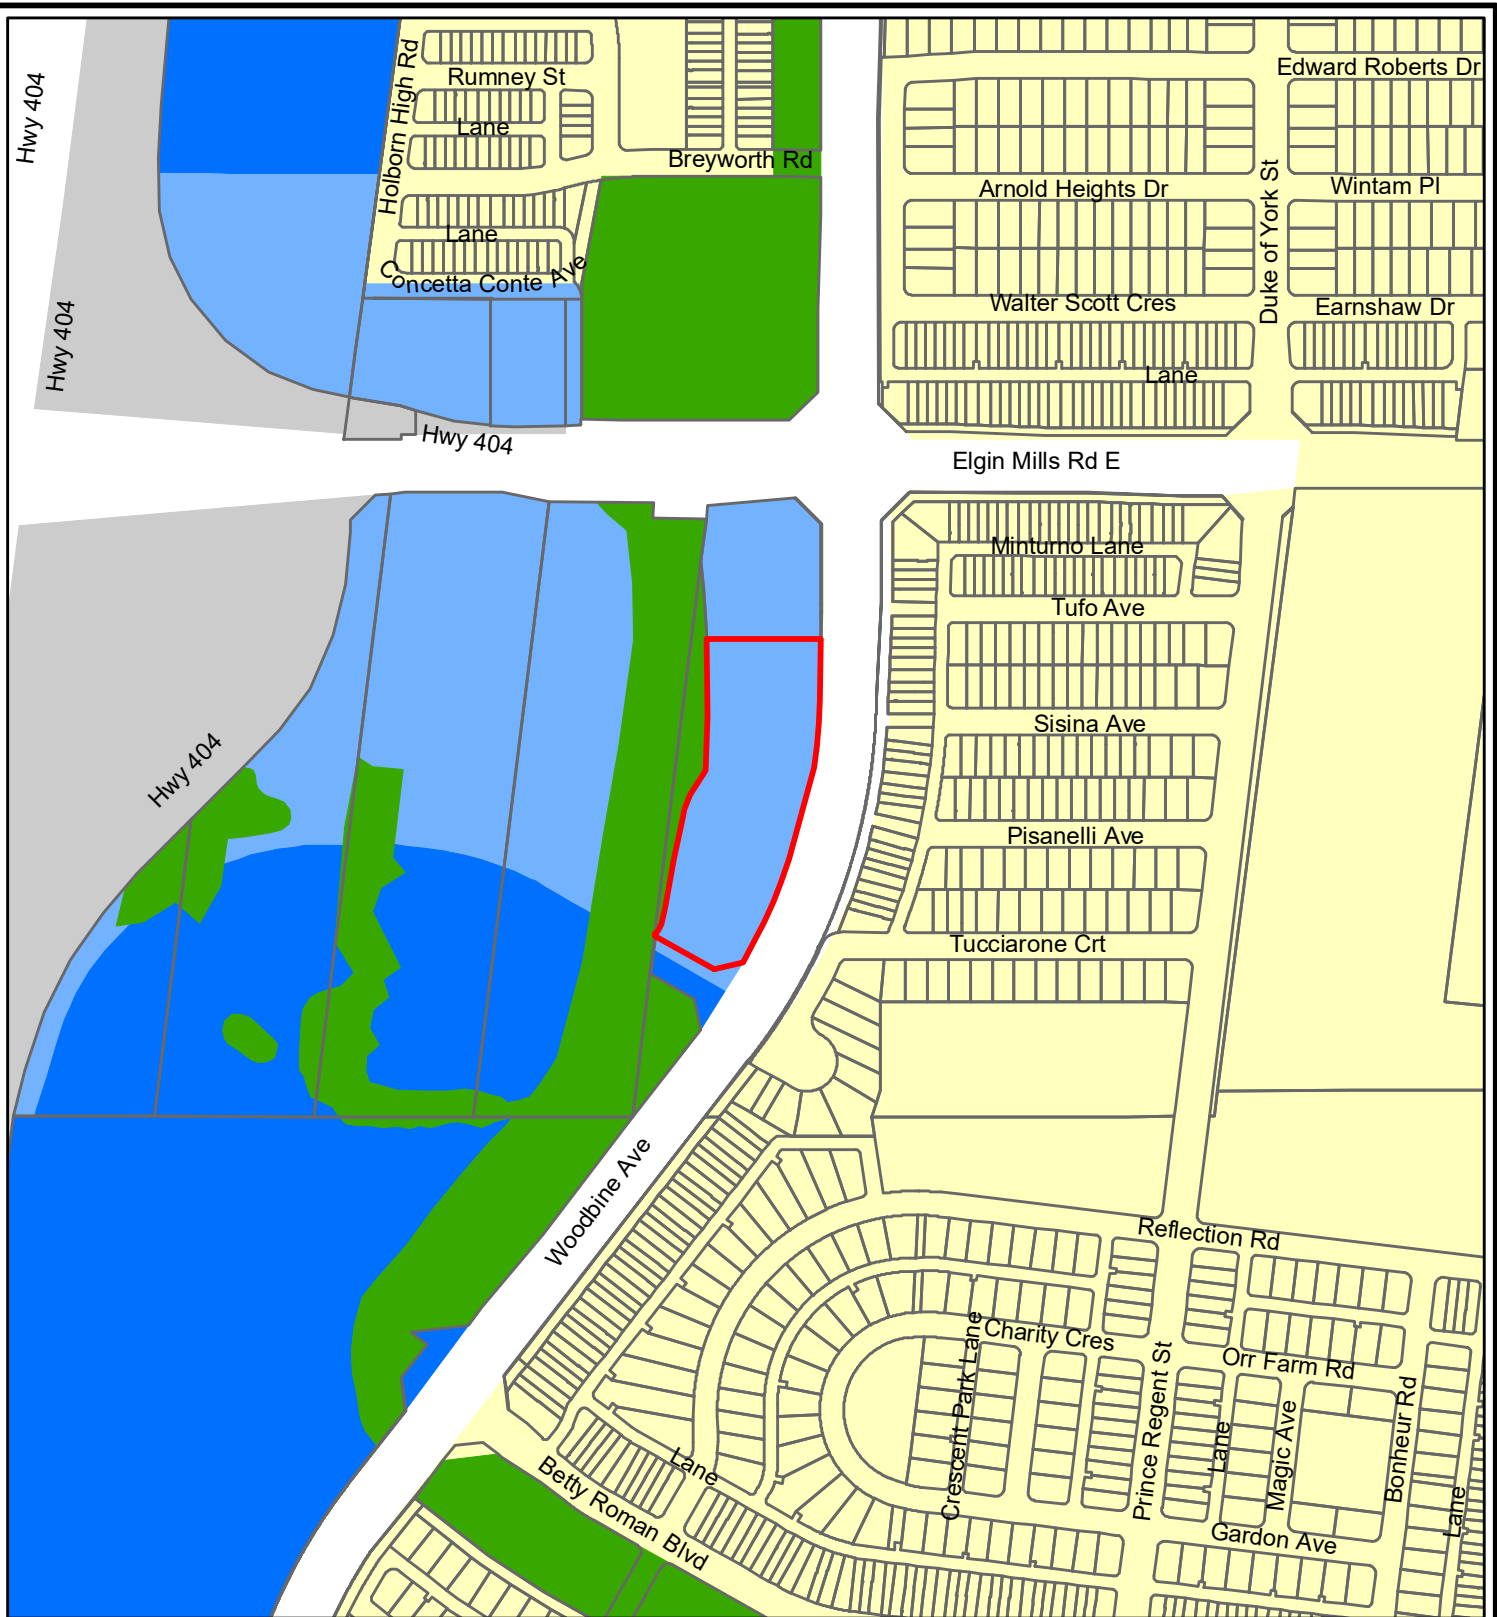 Hwy 404
Holborn High Rd
Rumney St
Lane
Breyworth Rd
Edward Roberts Dr
Arnold Heights Dr
Duke of York St
Wintam Pl
Lane
Concetta Conte Ave
Walter Scott Cres
Earnshaw Dr
Hwy 404
Lane
Hwy 404
Elgin Mills Rd E
Minturno Lane
Tufo Ave
Sisina Ave
Hwy 404
Pisanelli Ave
Tucciarone Crt
Woodbine Ave
Reflection Rd
Charity Cres
Orr Farm Rd
Crescent Park Lane
Prince Regent St
Lane
Magic Ave
Bonheur Rd
Lane
Lane
Betty Roman Blvd
Gardon Ave